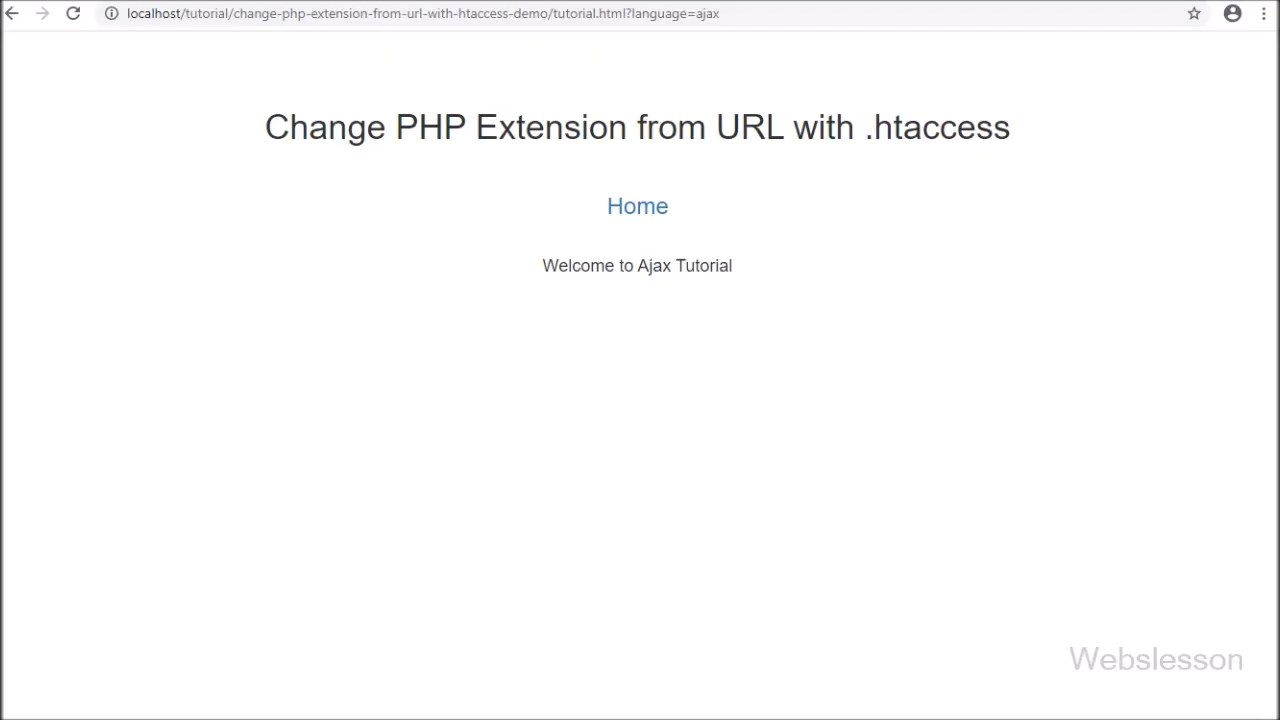 localhost/tutorial/change-php-extension-from-url-with-htaccess-demo/tutorial.html?language=ajax
Change PHP Extension from URL with .htaccess
Home
Welcome to Ajax Tutorial
Webslesson